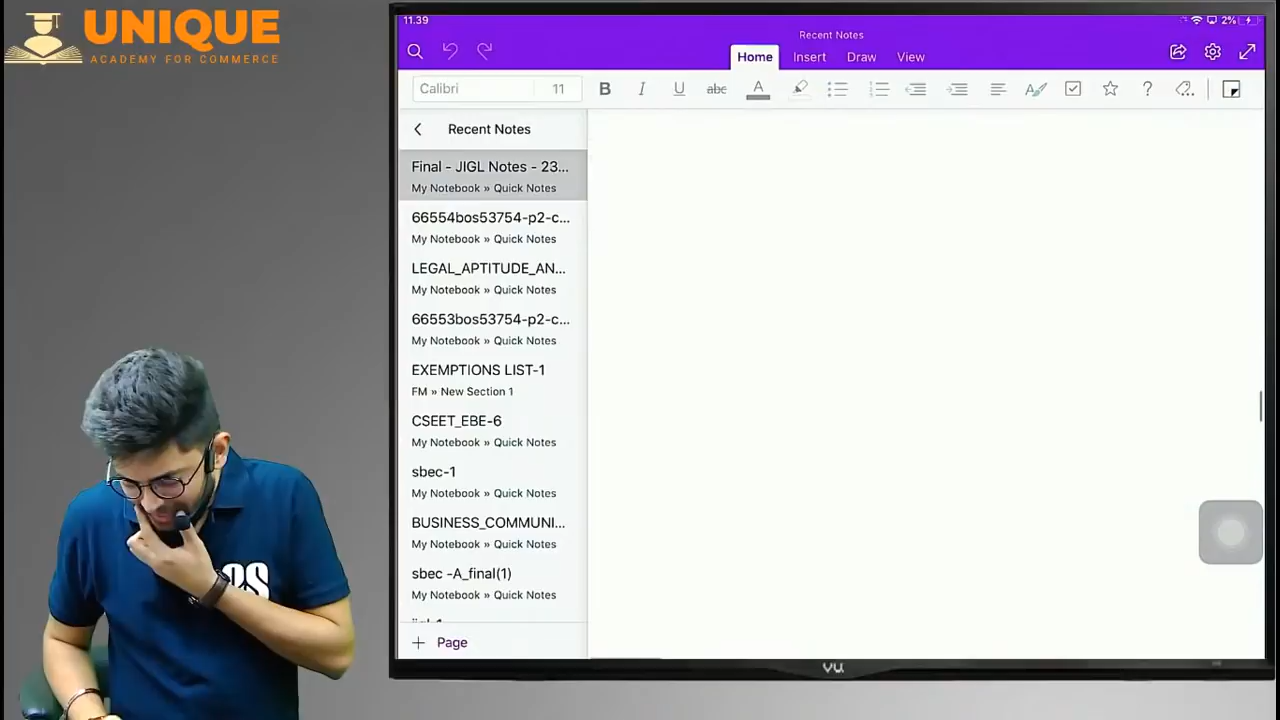 UNIQUE
ACADEMY FOR COMMERCE
11.39
2%
Recent Notes
Home Insert Draw View
Calibri 11
B I U abc A
Recent Notes
Final - JIGL Notes - 23...
My Notebook » Quick Notes
66554bos53754-p2-c...
My Notebook » Quick Notes
LEGAL_APTITUDE_AN...
My Notebook » Quick Notes
66553bos53754-p2-c...
My Notebook » Quick Notes
EXEMPTIONS LIST-1
FM » New Section 1
CSEET_EBE-6
My Notebook » Quick Notes
sbec-1
My Notebook » Quick Notes
BUSINESS_COMMUNI...
My Notebook » Quick Notes
sbec -A_final(1)
My Notebook » Quick Notes
+ Page
VU